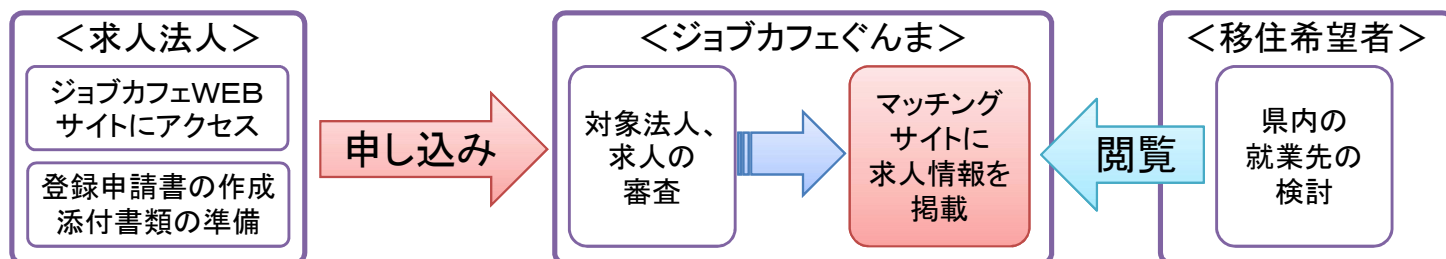 ＜求人法人＞
ジョブカフェＷＥＢ
サイトにアクセス
登録申請書の作成
添付書類の準備
申し込み
＜ジョブカフェぐんま＞
対象法人、
求人の
審査
マッチング
サイトに
求人情報を
掲載
閲覧
＜移住希望者＞
県内の
就業先の
検討